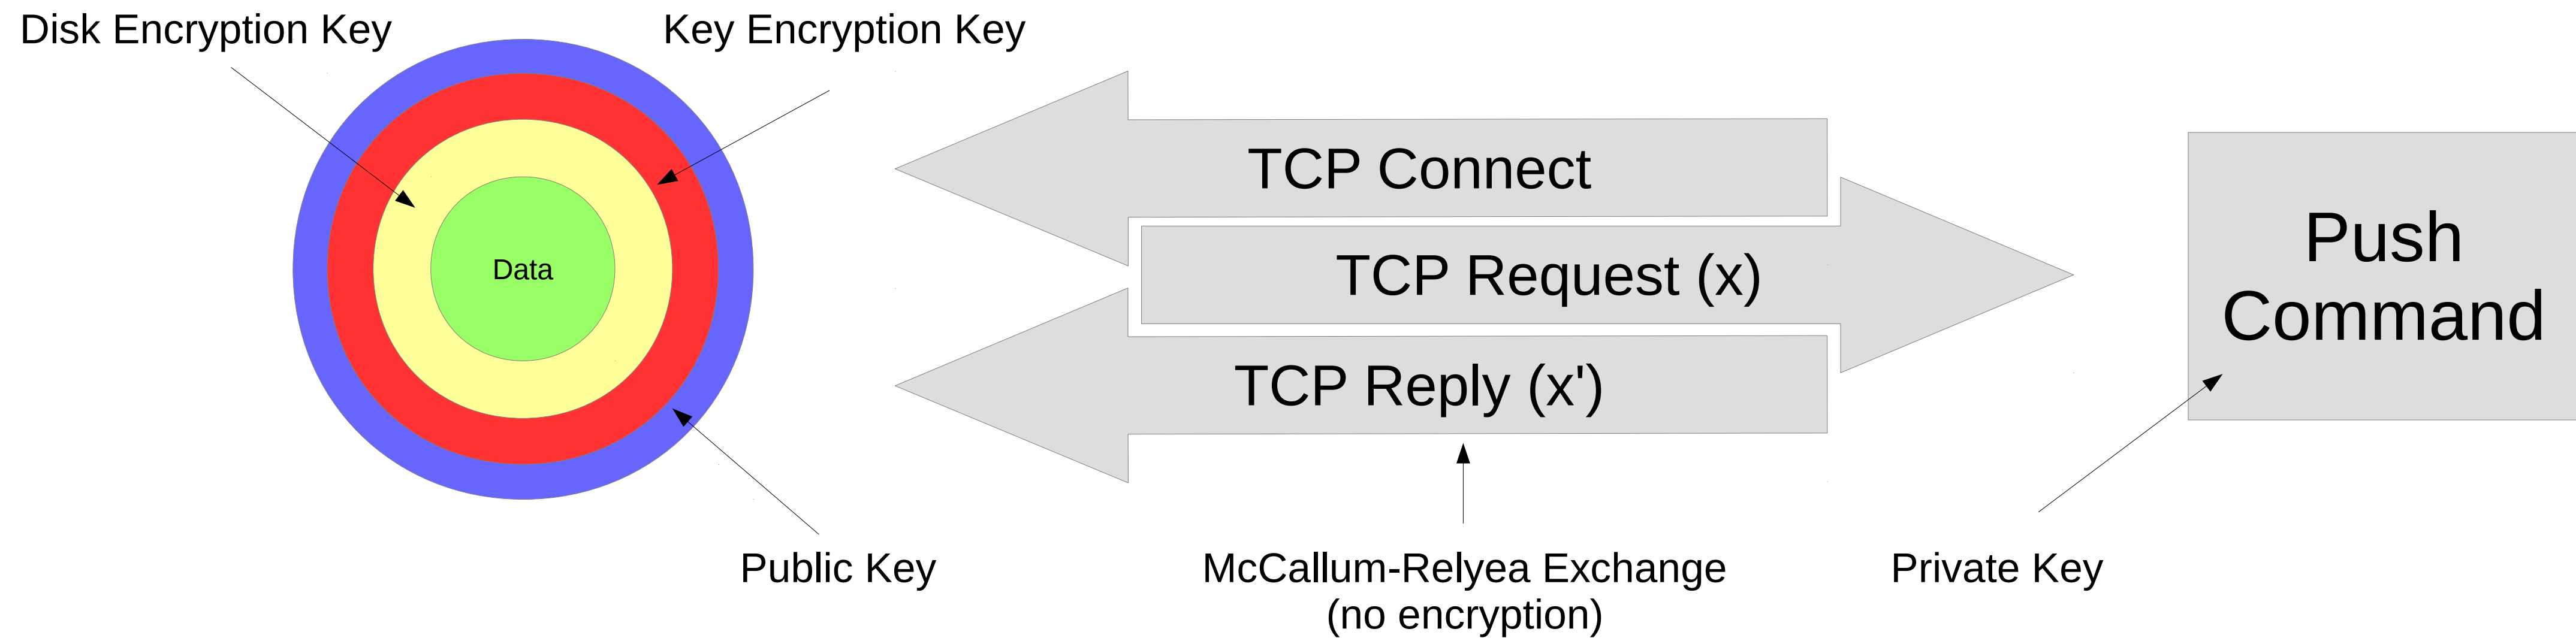 Disk Encryption Key
Key Encryption Key
Data
Public Key
TCP Connect
TCP Request (x)
TCP Reply (x')
McCallum-Relyea Exchange
(no encryption)
Push
Command
Private Key